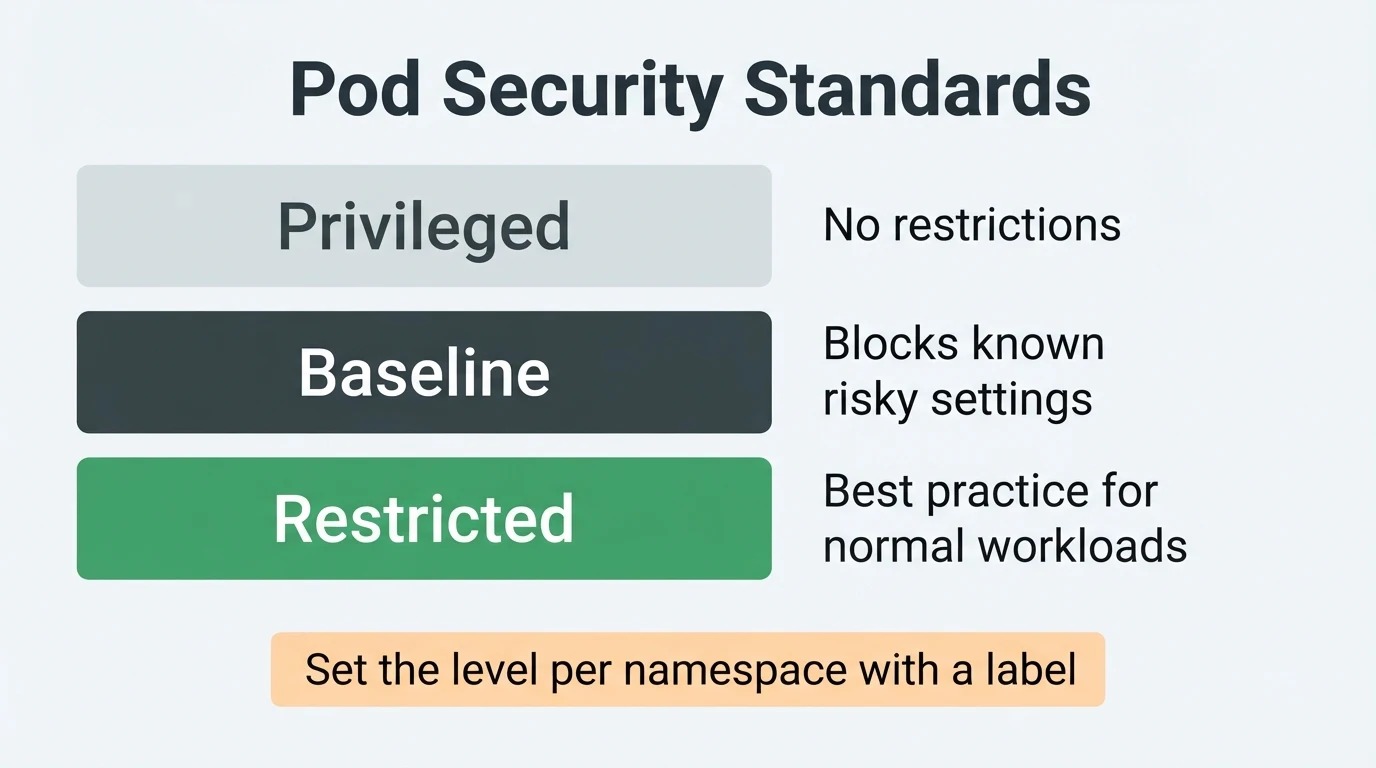 Pod Security Standards
Privileged
No restrictions
Baseline
Blocks known
risky settings
Restricted
Best practice for
normal workloads
Set the level per namespace with a label